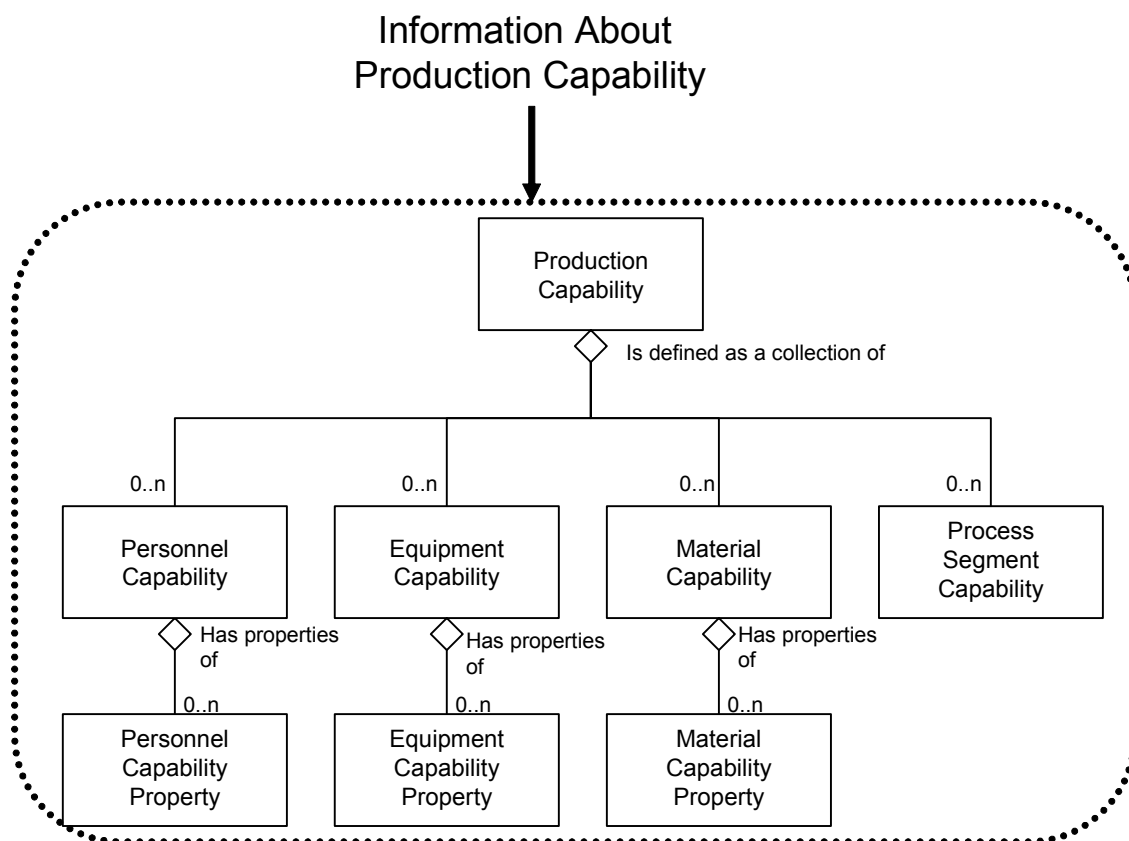 Information About
Production Capability
Production
Capability
Is defined as a collection of
0..n
0..n
0..n
0..n
Personnel
Capability
Equipment
Capability
Material
Capability
Process
Segment
Capability
Has properties
of
Has properties
of
Has properties
of
0..n
0..n
0..n
Personnel
Capability
Property
Equipment
Capability
Property
Material
Capability
Property